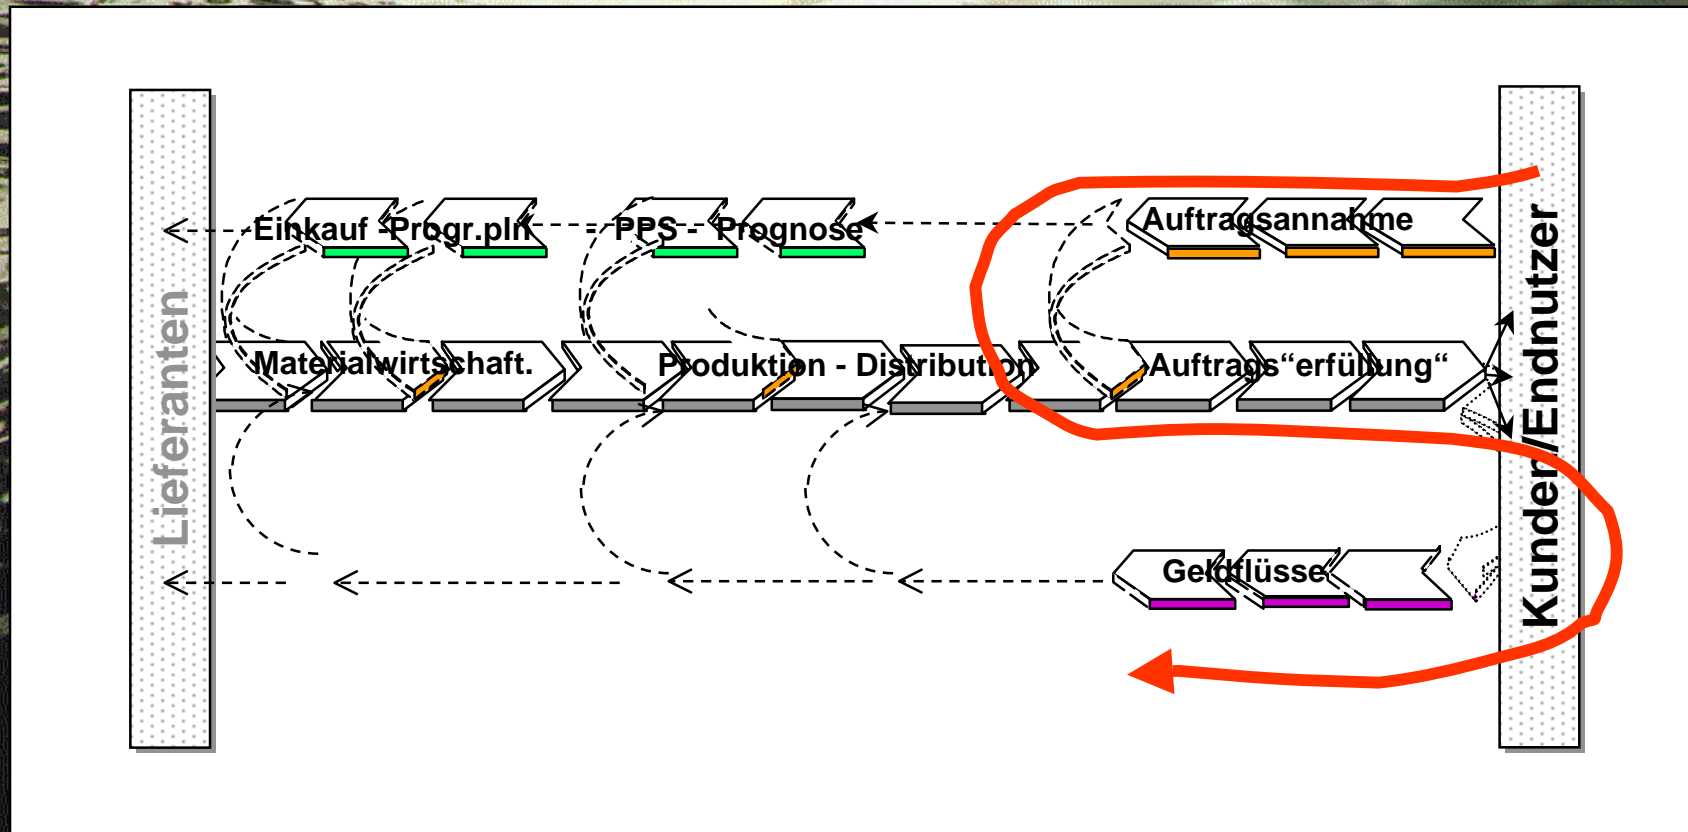 Einkauf -Progr.pln - PPS - Prognose
Auftragsannahme
Materialwirtschaft.
Produktion - Distribution
Auftrags“erfüllung“
Geldflüsse
Lieferanten
Kunden/Endnutzer